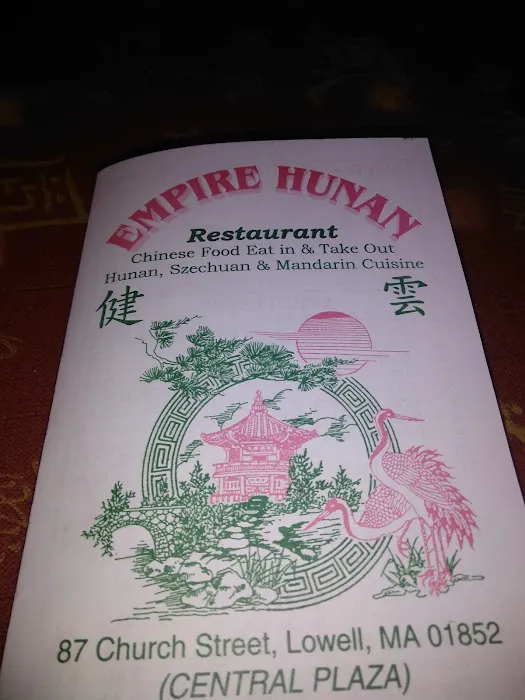 EMPIRE HUNAN
Restaurant
Chinese Food Eat in & Take Out
Hunan, Szechuan & Mandarin Cuisine
健 雲
87 Church Street, Lowell, MA 01852
(CENTRAL PLAZA)